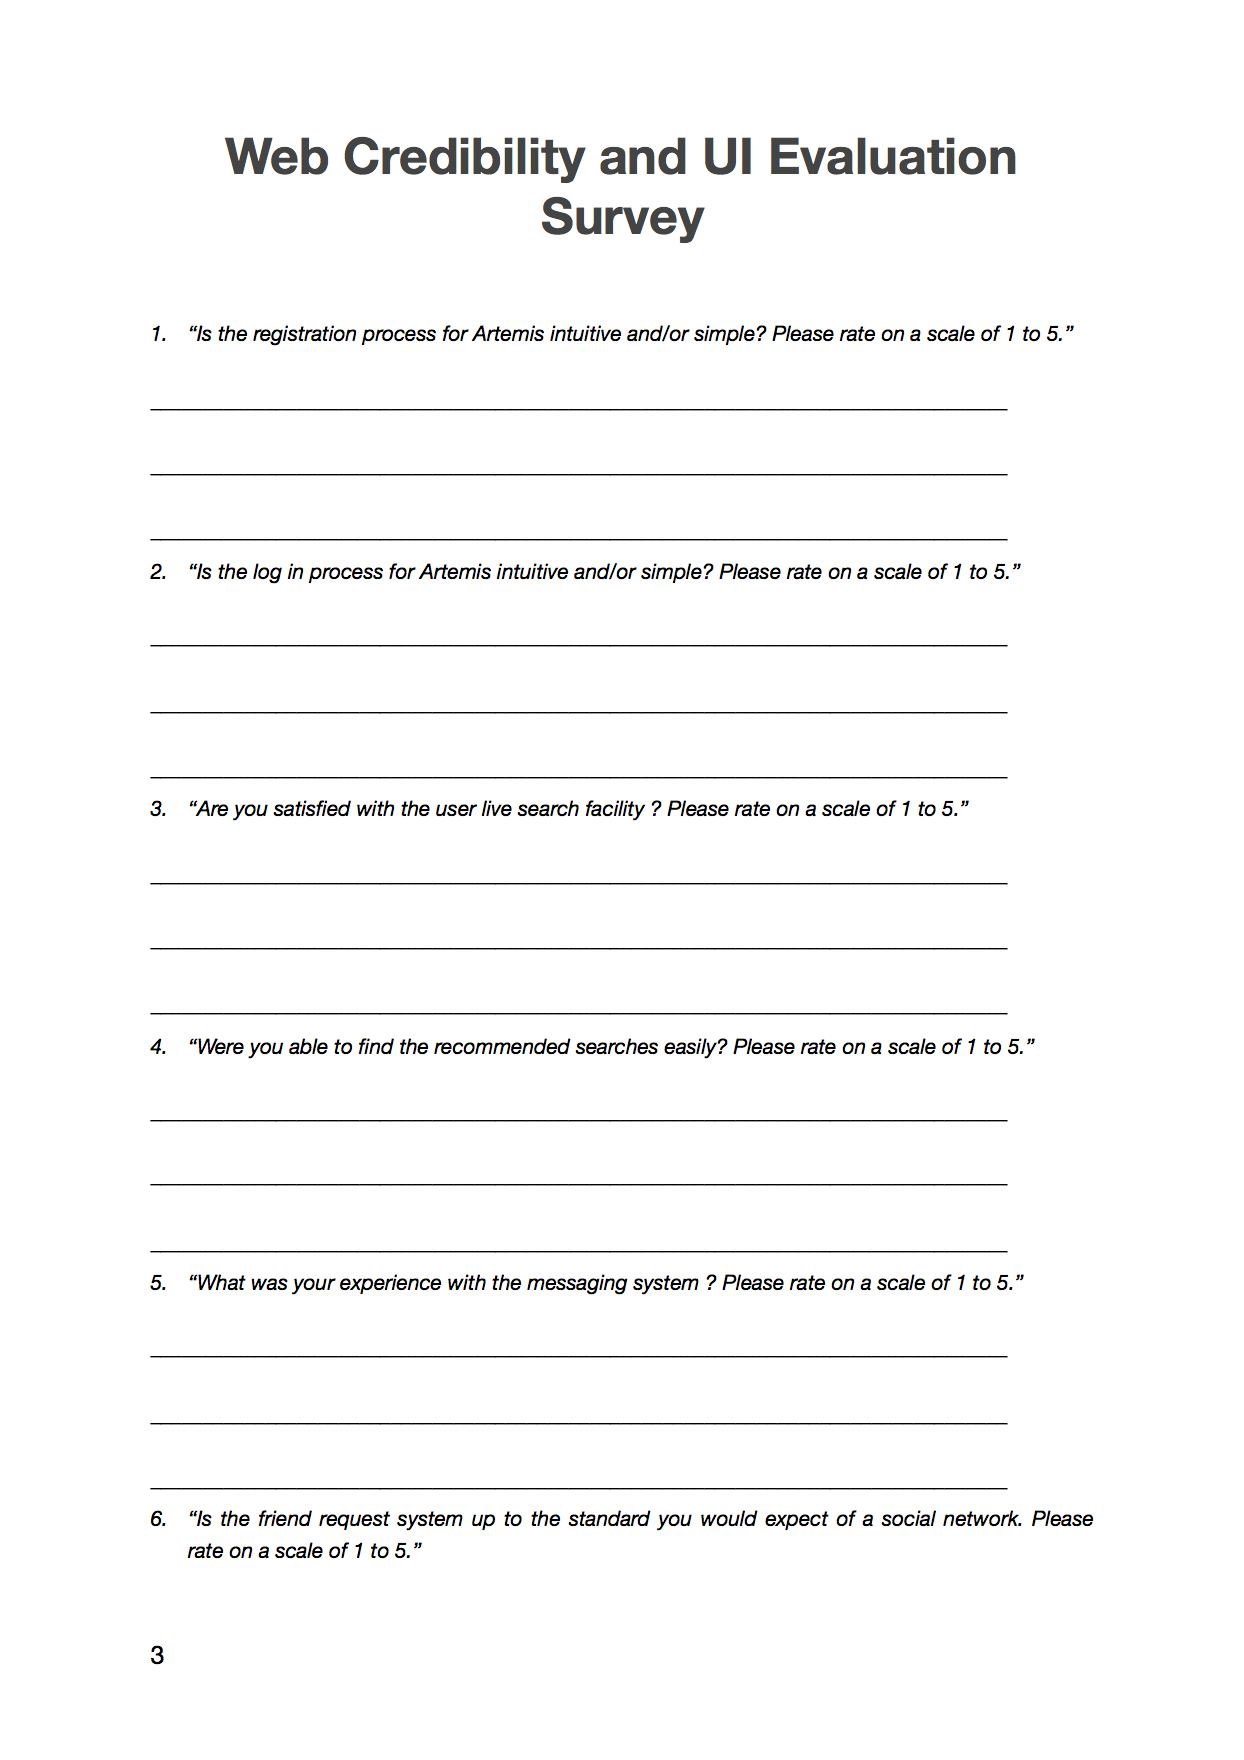 Web Credibility and UI Evaluation
Survey
1. “Is the registration process for Artemis intuitive and/or simple? Please rate on a scale of 1 to 5.”
2. “Is the log in process for Artemis intuitive and/or simple? Please rate on a scale of 1 to 5.”
3. “Are you satisfied with the user live search facility ? Please rate on a scale of 1 to 5.”
4. “Were you able to find the recommended searches easily? Please rate on a scale of 1 to 5.”
5. “What was your experience with the messaging system ? Please rate on a scale of 1 to 5.”
6. “Is the friend request system up to the standard you would expect of a social network. Please
rate on a scale of 1 to 5.”
3